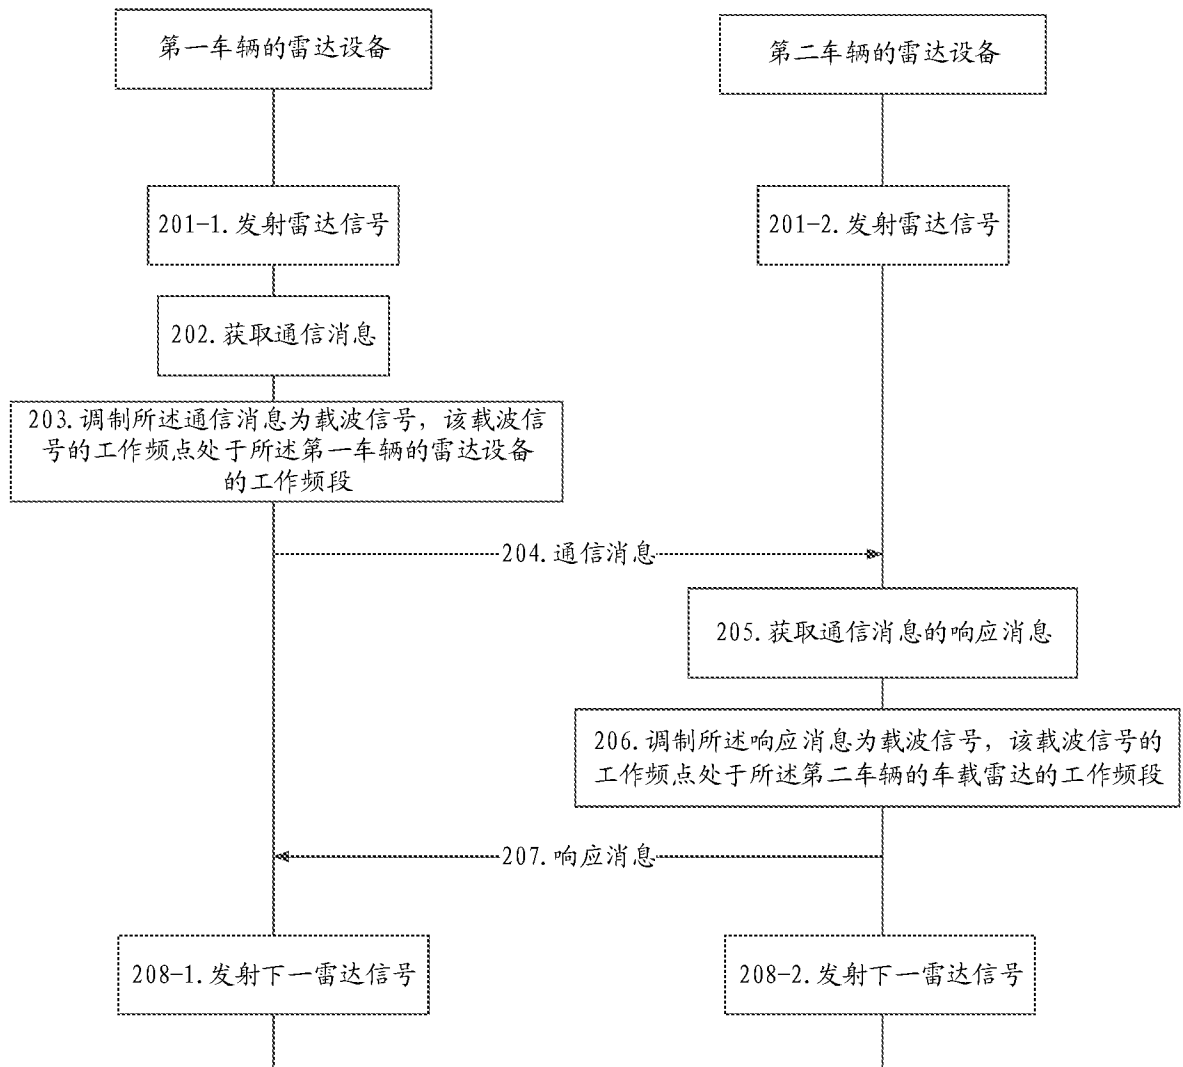 第一车辆的雷达设备
第二车辆的雷达设备
201-1.发射雷达信号
201-2.发射雷达信号
202.获取通信消息
203.调制所述通信消息为载波信号，该载波信
号的工作频点处于所述第一车辆的雷达设备
的工作频段
204.通信消息
205.获取通信消息的响应消息
206.调制所述响应消息为载波信号，该载波信号的
工作频点处于所述第二车辆的车载雷达的工作频段
207.响应消息
208-1.发射下一雷达信号
208-2.发射下一雷达信号